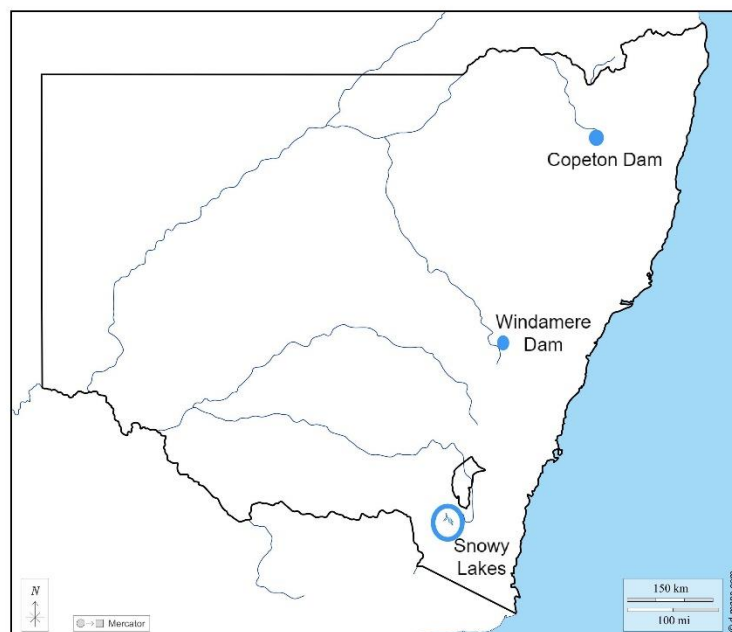 Copeton Dam
Windamere
Dam
Snowy
Lakes
N
Mercator
150 km
100 mi